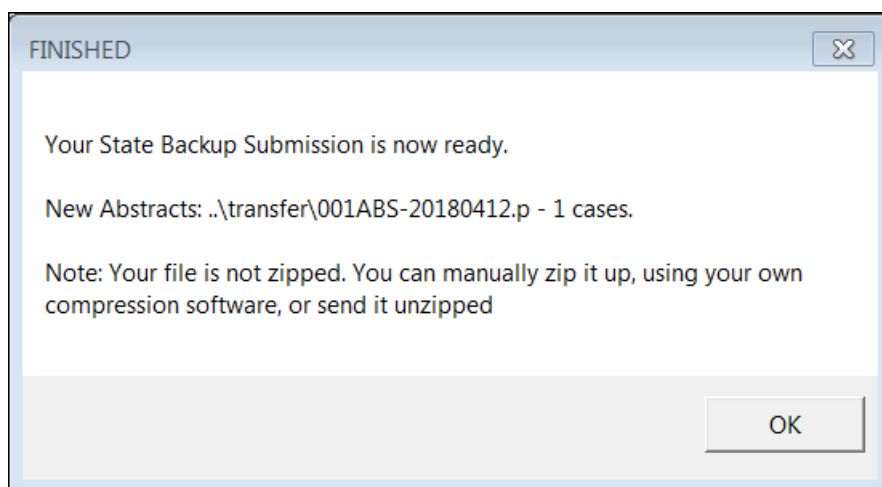 FINISHED
Your State Backup Submission is now ready.
New Abstracts: ..\transfer\001ABS-20180412.p - 1 cases.
Note: Your file is not zipped. You can manually zip it up, using your own
compression software, or send it unzipped
OK